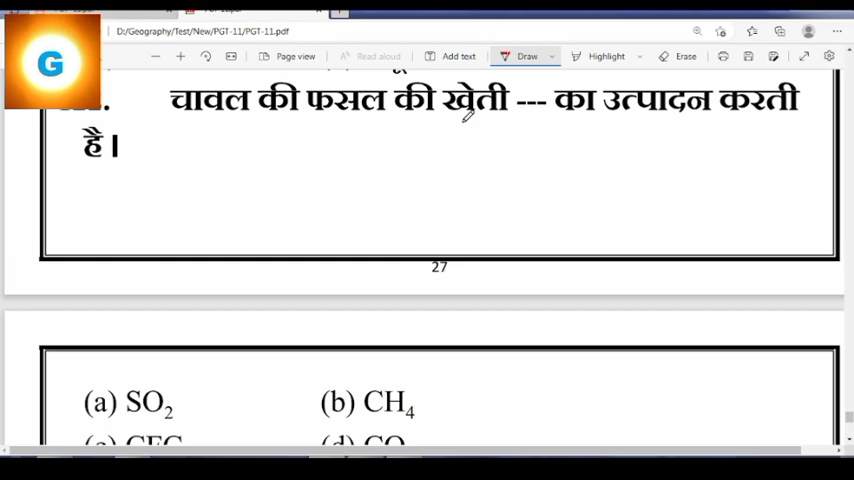 D:/Geography/Test/New/PGT-11/PGT-11.pdf
Page view
Read aloud
Add text
Draw
Highlight
Erase
G
चावल की फसल की खेती --- का उत्पादन करती
है।
27
(a) SO₂ (b) CH₄